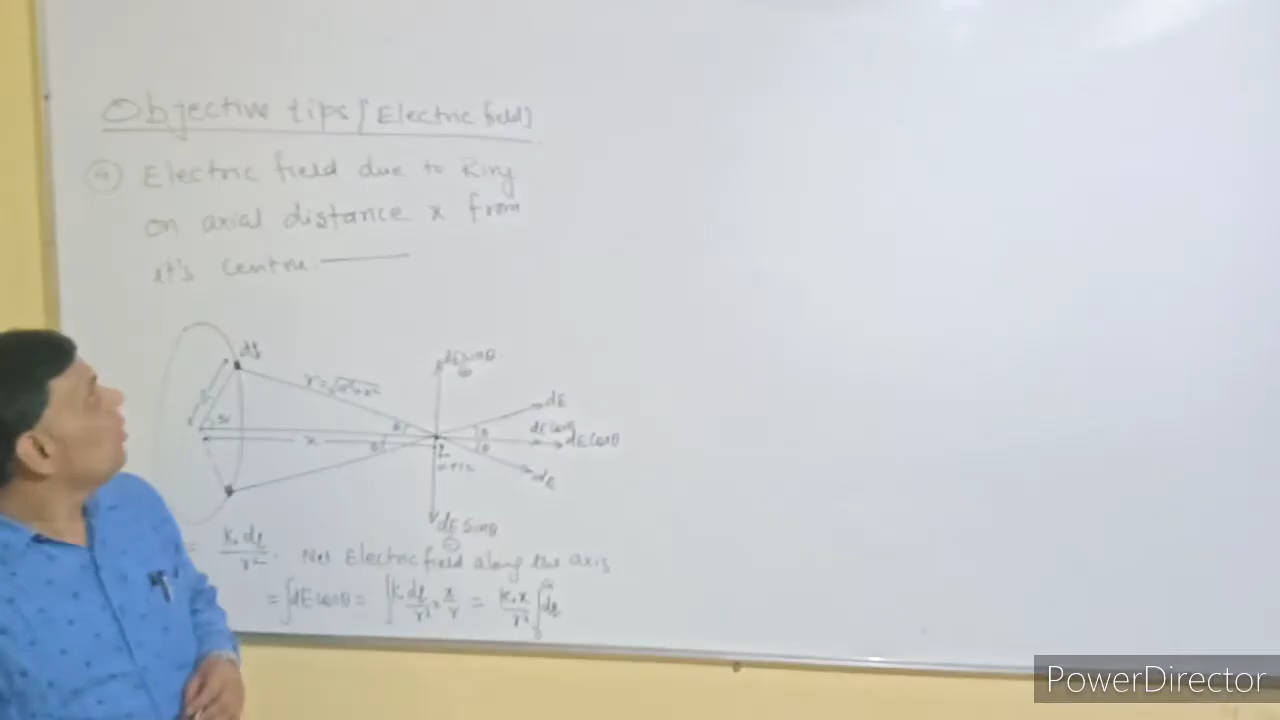 Objective tips [Electric field]
④ Electric field due to Ring
on axial distance x from
it's centre.
dq
r = √a²+x²
dE sinθ
dE
θ
θ
dE cosθ
dE cosθ
x
θ
θ
axis
dE
dE sinθ
= K.dq/r². Net Electric field along the axis
= ∫dE cosθ = ∫K.dq/r² × x/r = K.x/r³ ∫dq
PowerDirector